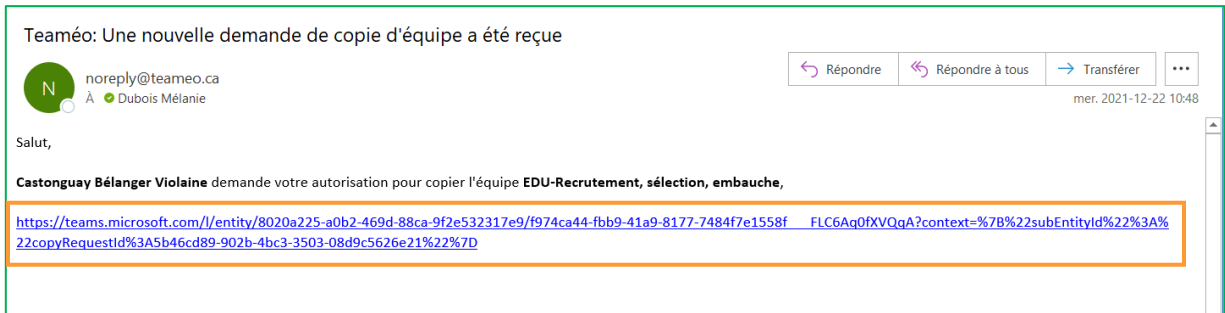 Teaméo: Une nouvelle demande de copie d'équipe a été reçue
N
noreply@teameo.ca
À Dubois Mélanie
Répondre
Répondre à tous
Transférer
mer. 2021-12-22 10:48
Salut,
Castonguay Bélanger Violaine demande votre autorisation pour copier l'équipe EDU-Recrutement, sélection, embauche,
https://teams.microsoft.com/l/entity/8020a225-a0b2-469d-88ca-9f2e532317e9/f974ca44-fbb9-41a9-8177-7484f7e1558f___FLC6Aq0fXVQqA?context=%7B%22subEntityId%22%3A%
22copyRequestId%3A5b46cd89-902b-4bc3-3503-08d9c5626e21%22%7D